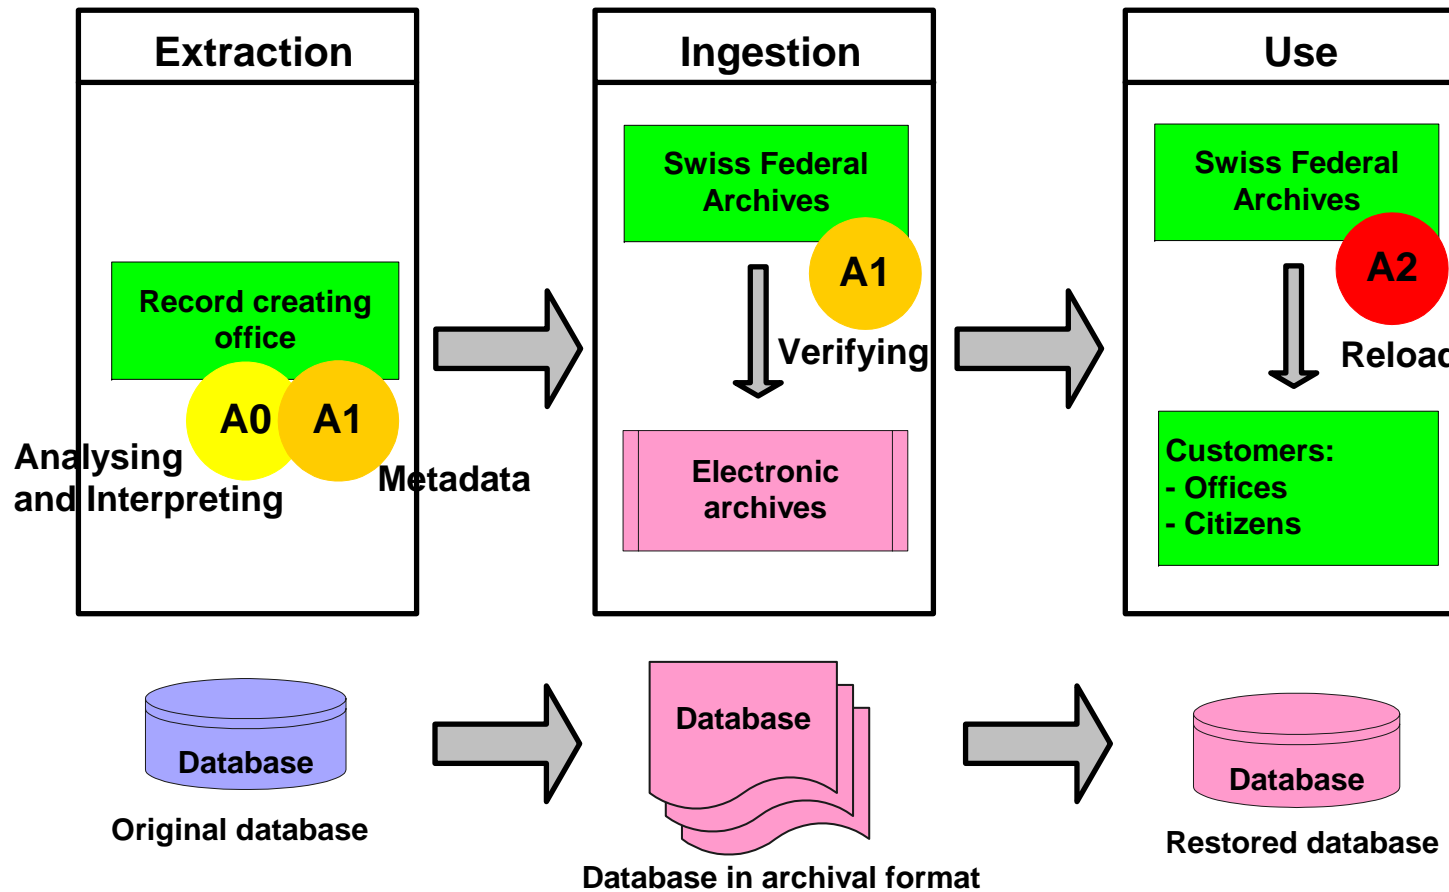 Extraction
Record creating
office
A0
A1
Analysing
and Interpreting
Metadata
Ingestion
Swiss Federal
Archives
A1
Verifying
Electronic
archives
Use
Swiss Federal
Archives
A2
Reload
Customers:
- Offices
- Citizens
Database
Original database
Database
Database in archival format
Database
Restored database